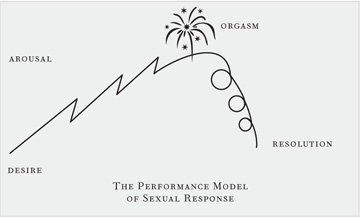 Orgasm
Arousal
Resolution
Desire
The Performance Model
of Sexual Response